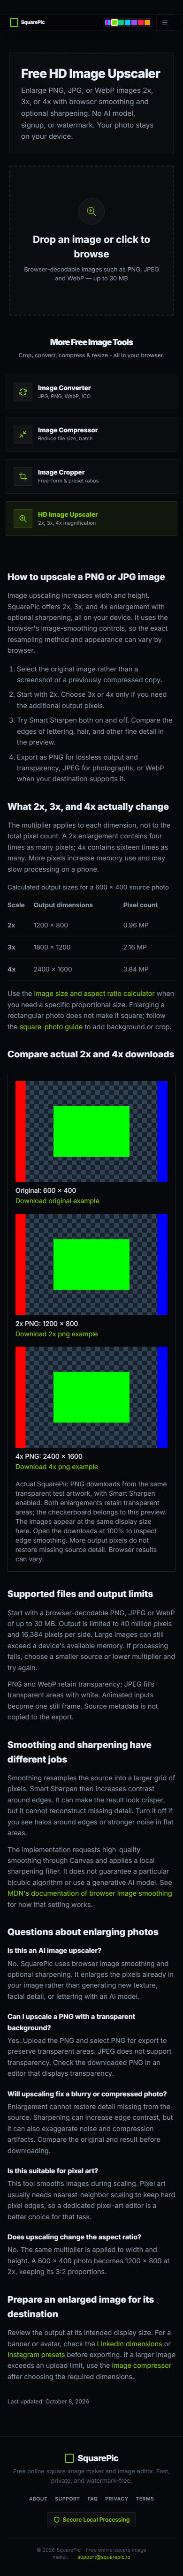 SquarePic
Free HD Image Upscaler
Enlarge PNG, JPG, or WebP images 2x,
3x, or 4x with browser smoothing and
optional sharpening. No AI model,
signup, or watermark. Your photo stays
on your device.
Drop an image or click to
browse
Browser-decodable images such as PNG, JPEG
and WebP — up to 30 MB
More Free Image Tools
Crop, convert, compress & resize - all in your browser.
Image Converter
JPG, PNG, WebP, ICO
Image Compressor
Reduce file size, batch
Image Cropper
Free-form & preset ratios
HD Image Upscaler
2x, 3x, 4x magnification
How to upscale a PNG or JPG image
Image upscaling increases width and height.
SquarePic offers 2x, 3x, and 4x enlargement with
optional sharpening, all on your device. It uses the
browser's image-smoothing controls, so the exact
resampling method and appearance can vary by
browser.
1. Select the original image rather than a
screenshot or a previously compressed copy.
2. Start with 2x. Choose 3x or 4x only if you need
the additional output pixels.
3. Try Smart Sharpen both on and off. Compare the
edges of lettering, hair, and other fine detail in
the preview.
4. Export as PNG for lossless output and
transparency, JPEG for photographs, or WebP
when your destination supports it.
What 2x, 3x, and 4x actually change
The multiplier applies to each dimension, not to the
total pixel count. A 2x enlargement contains four
times as many pixels; 4x contains sixteen times as
many. More pixels increase memory use and may
slow processing on a phone.
Calculated output sizes for a 600 × 400 source photo
Scale Output dimensions Pixel count
2x 1200 × 800 0.96 MP
3x 1800 × 1200 2.16 MP
4x 2400 × 1600 3.84 MP
Use the image size and aspect ratio calculator when
you need a specific proportional size. Enlarging a
rectangular photo does not make it square; follow
the square-photo guide to add background or crop.
Compare actual 2x and 4x downloads
Original: 600 × 400
Download original example
2x PNG: 1200 × 800
Download 2x png example
4x PNG: 2400 × 1600
Download 4x png example
Actual SquarePic PNG downloads from the same
transparent test artwork, with Smart Sharpen
enabled. Both enlargements retain transparent
areas; the checkerboard belongs to this preview.
The images appear at the same display size
here. Open the downloads at 100% to inspect
edge smoothing. More output pixels do not
restore missing source detail. Browser results
can vary.
Supported files and output limits
Start with a browser-decodable PNG, JPEG or WebP
of up to 30 MB. Output is limited to 40 million pixels
and 16,384 pixels per side. Large images can still
exceed a device's available memory. If processing
fails, choose a smaller source or lower multiplier and
try again.
PNG and WebP retain transparency; JPEG fills
transparent areas with white. Animated inputs
become one still frame. Source metadata is not
copied to the export.
Smoothing and sharpening have
different jobs
Smoothing resamples the source into a larger grid of
pixels. Smart Sharpen then increases contrast
around edges. It can make the result look crisper,
but it cannot reconstruct missing detail. Turn it off if
you see halos around edges or stronger noise in flat
areas.
The implementation requests high-quality
smoothing through Canvas and applies a local
sharpening filter. It does not guarantee a particular
bicubic algorithm or use a generative AI model. See
MDN's documentation of browser image smoothing
for how that setting works.
Questions about enlarging photos
Is this an AI image upscaler?
No. SquarePic uses browser image smoothing and
optional sharpening. It enlarges the pixels already in
your image rather than generating new texture,
facial detail, or lettering with an AI model.
Can I upscale a PNG with a transparent
background?
Yes. Upload the PNG and select PNG for export to
preserve transparent areas. JPEG does not support
transparency. Check the downloaded PNG in an
editor that displays transparency.
Will upscaling fix a blurry or compressed photo?
Enlargement cannot restore detail missing from the
source. Sharpening can increase edge contrast, but
it can also exaggerate noise and compression
artifacts. Compare the original and result before
downloading.
Is this suitable for pixel art?
This tool smooths images during scaling. Pixel art
usually needs nearest-neighbor scaling to keep hard
pixel edges, so a dedicated pixel-art editor is a
better choice for that task.
Does upscaling change the aspect ratio?
No. The same multiplier is applied to width and
height. A 600 × 400 photo becomes 1200 × 800 at
2x, keeping its 3:2 proportions.
Prepare an enlarged image for its
destination
Review the output at its intended display size. For a
banner or avatar, check the LinkedIn dimensions or
Instagram presets before exporting. If a larger image
exceeds an upload limit, use the image compressor
after choosing the required dimensions.
Last updated: October 8, 2026
SquarePic
Free online square image maker and image editor. Fast,
private, and watermark-free.
ABOUT SUPPORT FAQ PRIVACY TERMS
Secure Local Processing
© 2026 SquarePic · Free online square image
maker. · support@squarepic.io